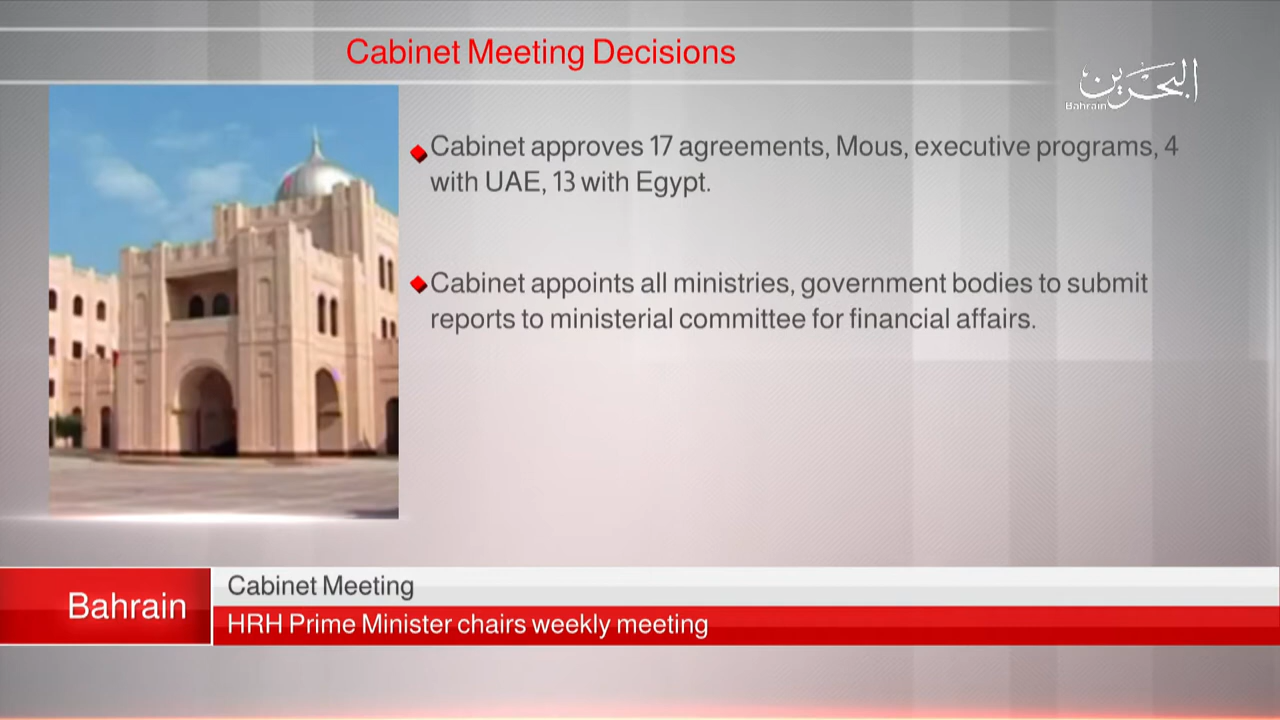 Cabinet Meeting Decisions
البحرين
Bahrain
Cabinet approves 17 agreements, Mous, executive programs, 4
with UAE, 13 with Egypt.
Cabinet appoints all ministries, government bodies to submit
reports to ministerial committee for financial affairs.
Bahrain
Cabinet Meeting
HRH Prime Minister chairs weekly meeting